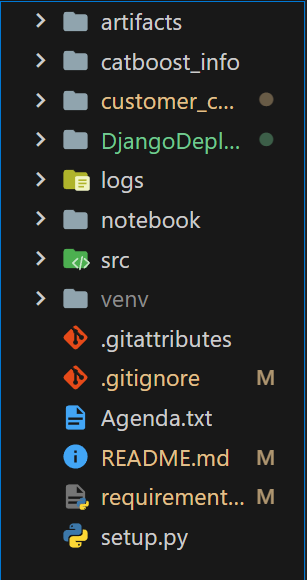 artifacts
catboost_info
customer_c...
DjangoDepl...
logs
notebook
src
venv
.gitattributes
.gitignore M
Agenda.txt
README.md M
requirement... M
setup.py